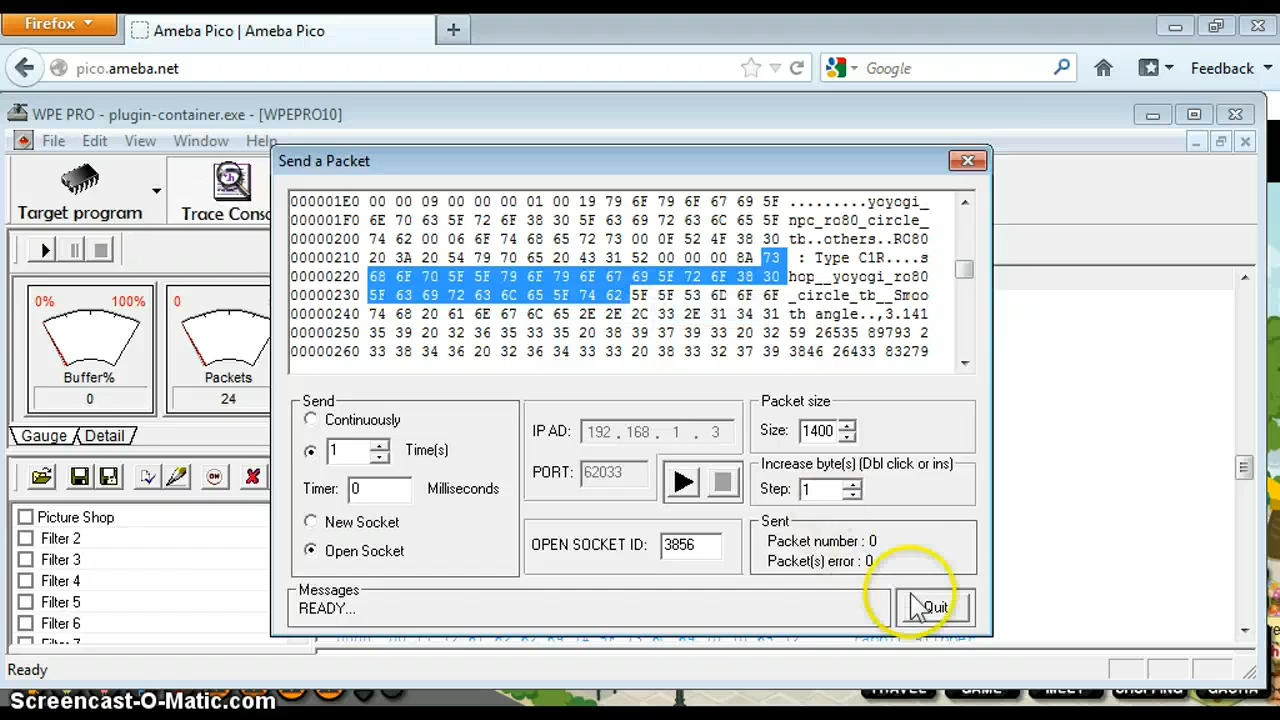 Firefox
Ameba Pico | Ameba Pico
pico.ameba.net
Google
Feedback
WPE PRO - plugin-container.exe - [WPEPRO10]
File Edit View Window Help
Target program
Trace Conso
Send a Packet
000001E0 00 00 09 00 00 00 01 00 19 79 6F 79 6F 67 69 5F .........yoyogi_
000001F0 6E 70 63 5F 72 6F 38 30 5F 63 69 72 63 6C 65 5F npc_ro80_circle_
00000200 74 62 00 06 6F 74 68 65 72 73 00 0F 52 4F 38 30 tb..others..RO80
00000210 20 3A 20 54 79 70 65 20 43 31 52 00 00 00 8A 73 : Type C1R....s
00000220 68 6F 70 5F 5F 79 6F 79 6F 67 69 5F 72 6F 38 30 hop__yoyogi_ro80
00000230 5F 63 69 72 63 6C 65 5F 74 62 5F 5F 53 6D 6F 6F _circle_tb__Smoo
00000240 74 68 20 61 6E 67 6C 65 2E 2E 2C 33 2E 31 34 31 th angle..,3.141
00000250 35 39 20 32 36 35 33 35 20 38 39 37 39 33 20 32 59 26535 89793 2
00000260 33 38 34 36 20 32 36 34 33 33 20 38 33 32 37 39 3846 26433 83279
0% 100%
Buffer%
0
0
Packets
24
Gauge Detail
Send
Continuously
1 Time(s)
Timer: 0 Milliseconds
New Socket
Open Socket
IP AD: 192 . 168 . 1 . 3
PORT: 62033
OPEN SOCKET ID: 3856
Packet size
Size: 1400
Increase byte(s) (Dbl click or ins)
Step: 1
Sent
Packet number : 0
Packet(s) error : 0
Messages
READY...
Quit
ON
Picture Shop
Filter 2
Filter 3
Filter 4
Filter 5
Filter 6
Ready
TRAVEL GAME MEET SHOPPING GACHA
Screencast-O-Matic.com